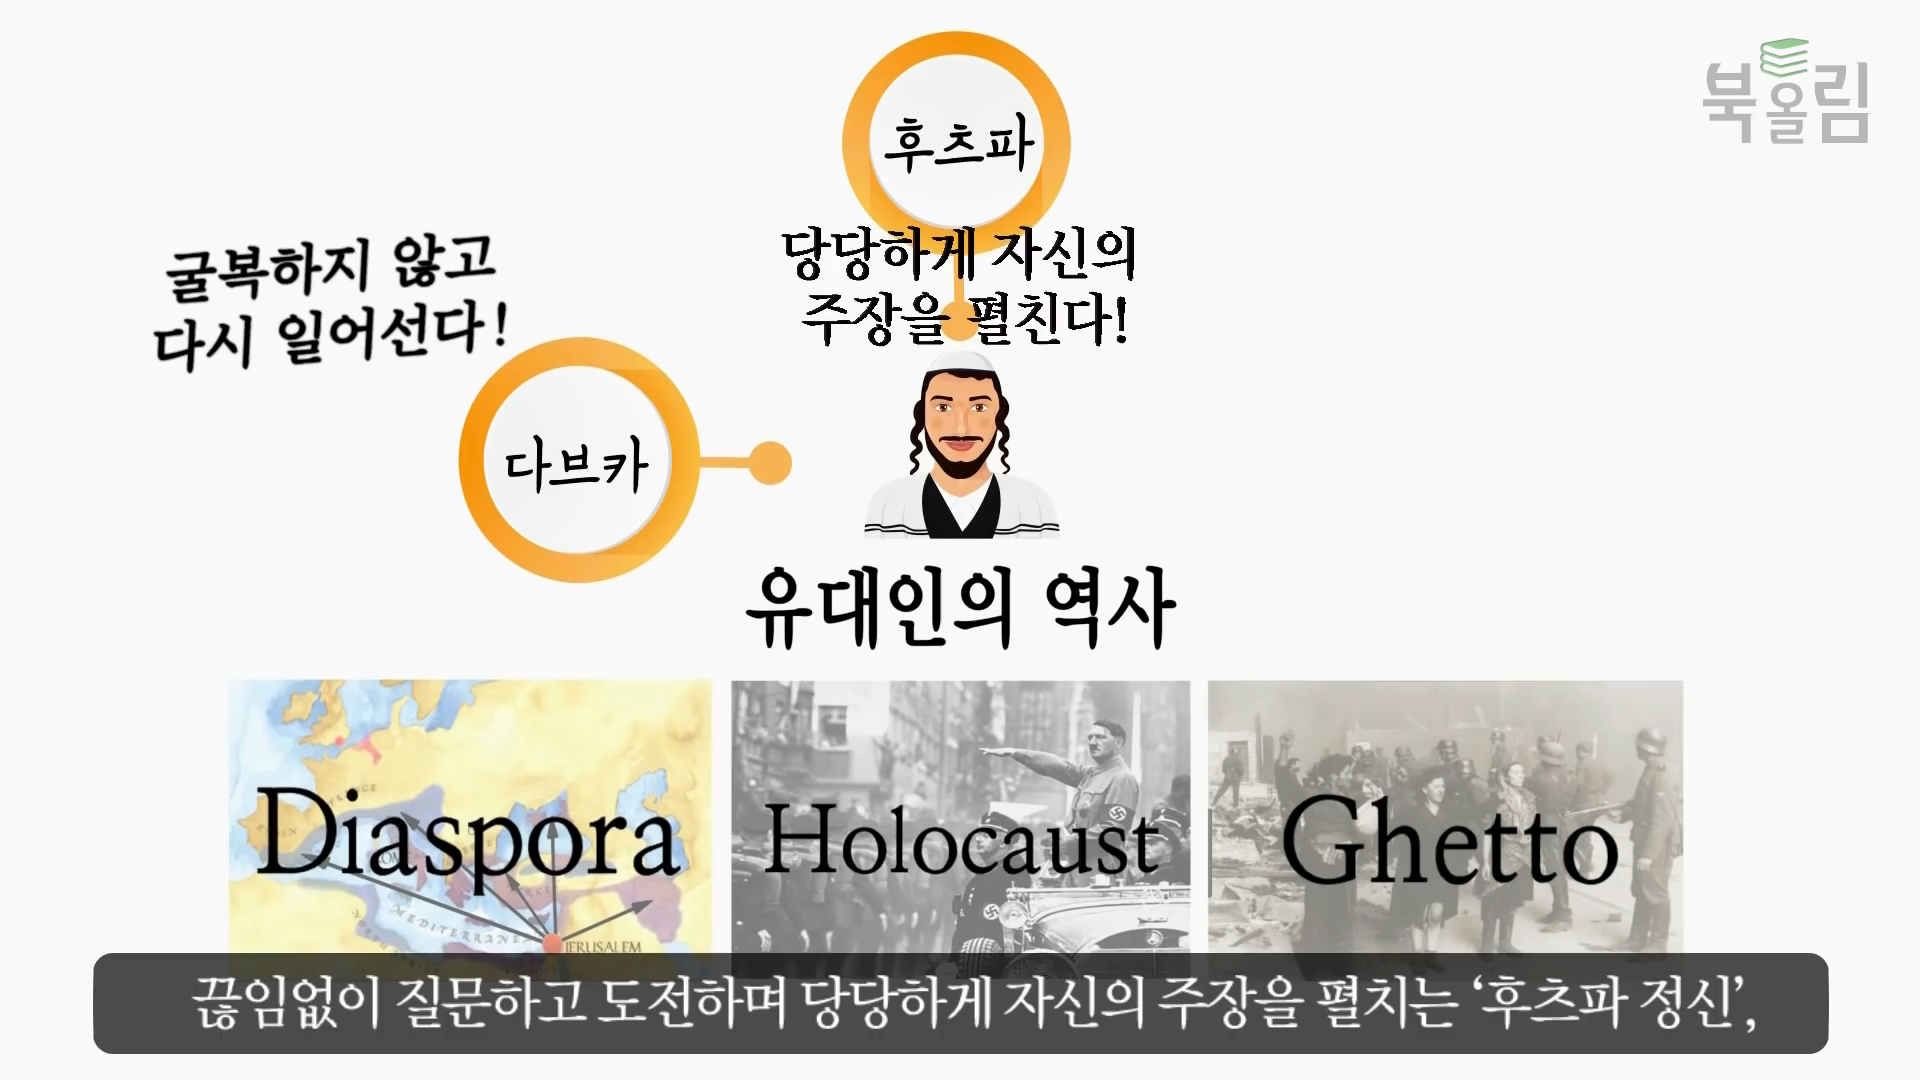 북올림
후츠파
당당하게 자신의
주장을 펼친다!
굴복하지 않고
다시 일어선다!
다브카
유대인의 역사
Diaspora
Holocaust
Ghetto
MEDITERRANEA
JERUSALEM
끊임없이 질문하고 도전하며 당당하게 자신의 주장을 펼치는 ‘후츠파 정신’,